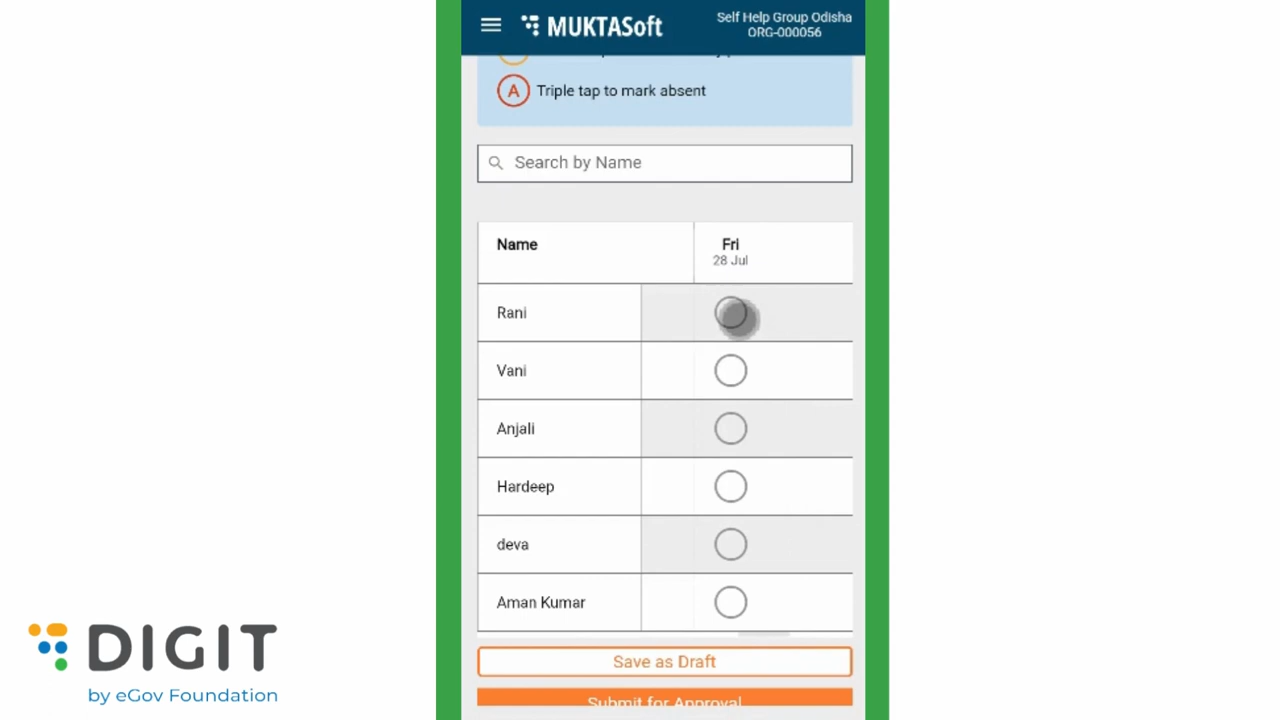 MUKTASoft
Self Help Group Odisha
ORG-000056
A Triple tap to mark absent
Search by Name
Name
Fri
28 Jul
Rani
Vani
Anjali
Hardeep
deva
Aman Kumar
Save as Draft
Submit for Approval
DIGIT
by eGov Foundation